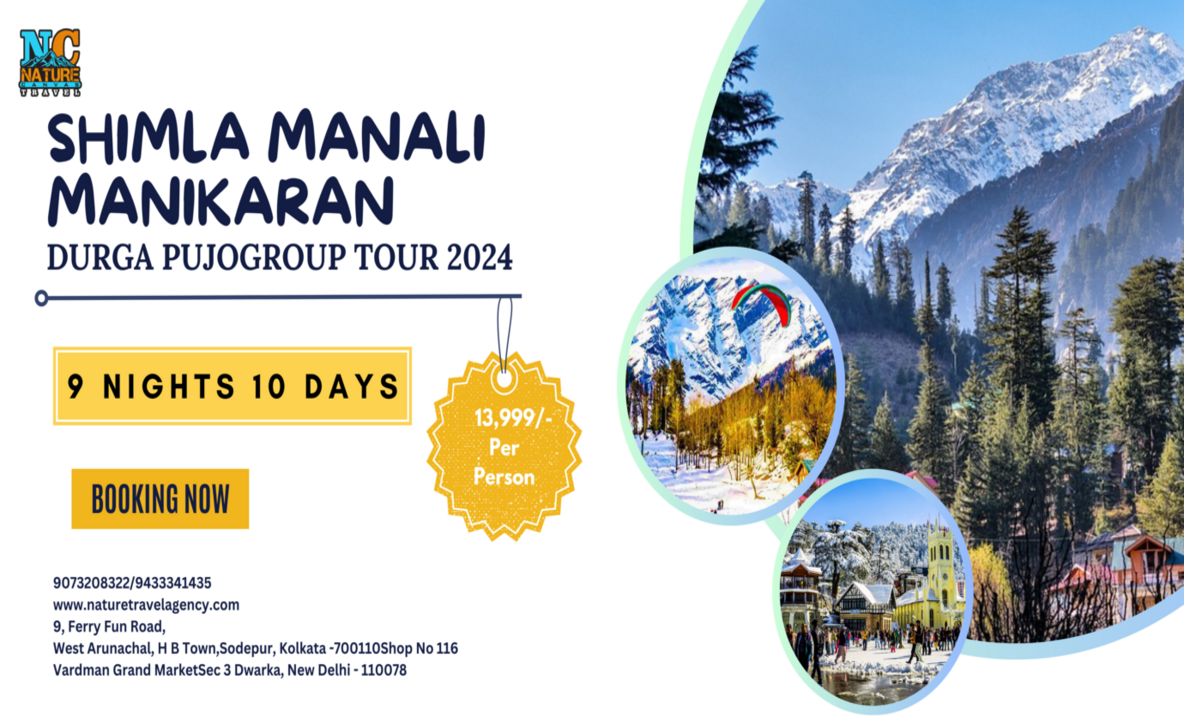 NC
NATURE
CANVAS
TRAVEL
SHIMLA MANALI
MANIKARAN
DURGA PUJOGROUP TOUR 2024
9 NIGHTS 10 DAYS
13,999/-
Per
Person
BOOKING NOW
9073208322/9433341435
www.naturetravelagency.com
9, Ferry Fun Road,
West Arunachal, H B Town,Sodepur, Kolkata -700110Shop No 116
Vardman Grand MarketSec 3 Dwarka, New Delhi - 110078